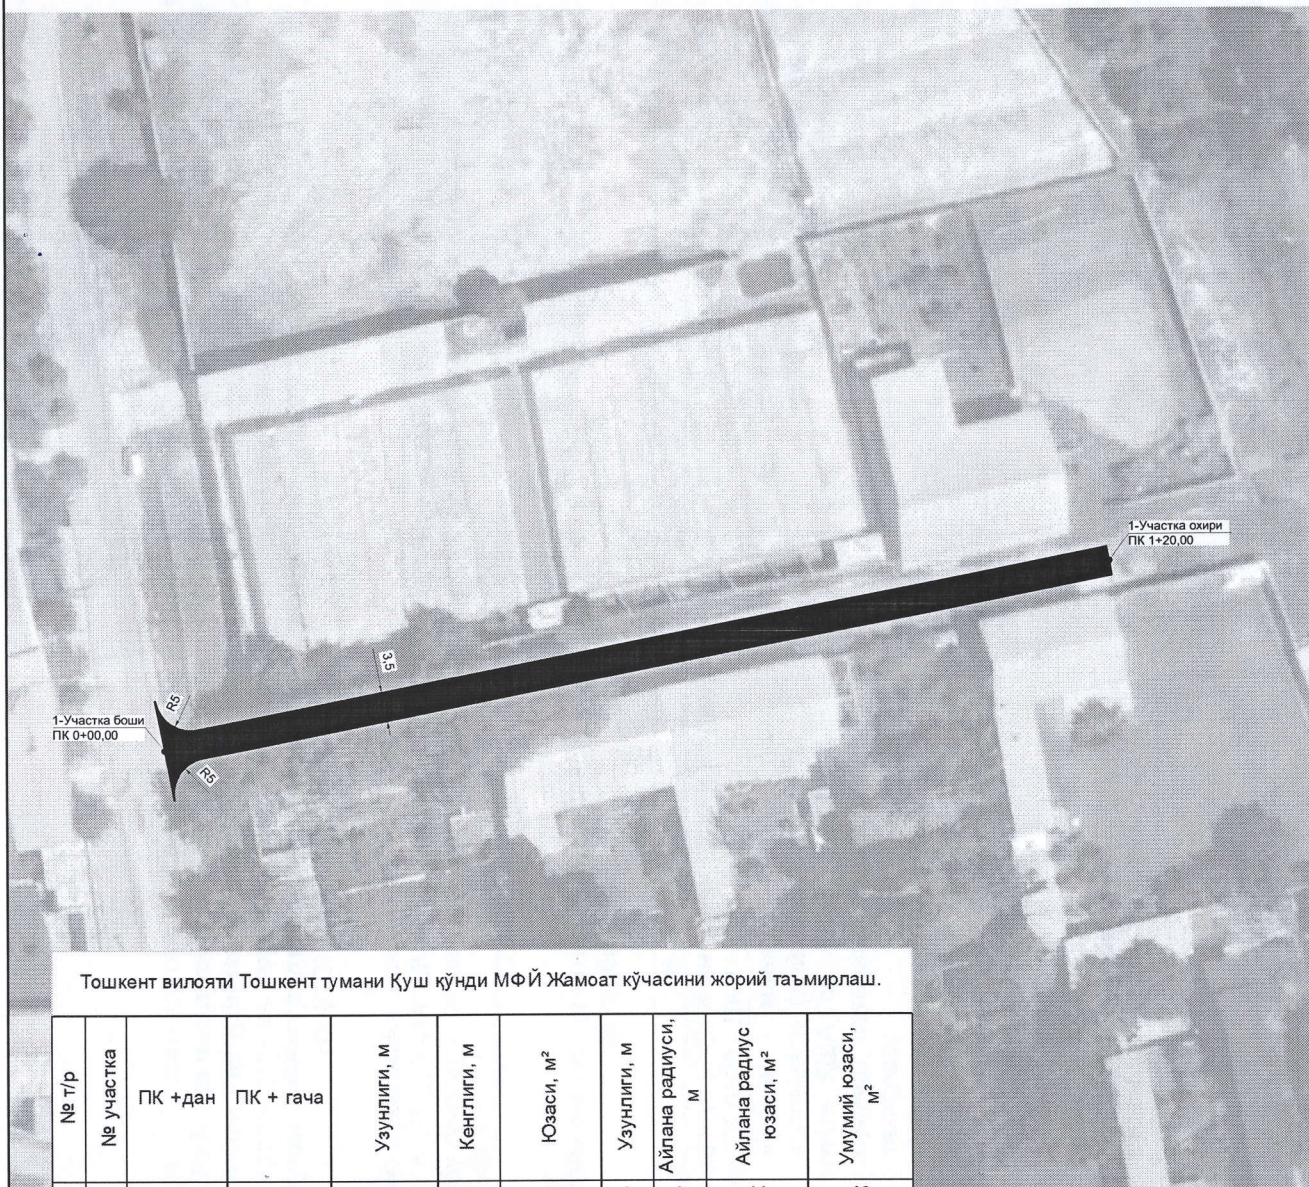 1-Участка охири
ПК 1+20,00
3,5
R5
1-Участка боши
ПК 0+00,00
R5
Тошкент вилояти Тошкент тумани Қуш қўнди МФЙ Жамоат кўчасини жорий таъмирлаш.
№ т/р
№ участка
ПК +дан
ПК + гача
Узунлиги, м
Кенглиги, м
Юзаси, м²
Узунлиги, м
Айлана радиуси,
м
Айлана радиус
юзаси, м²
Умумий юзаси,
м²